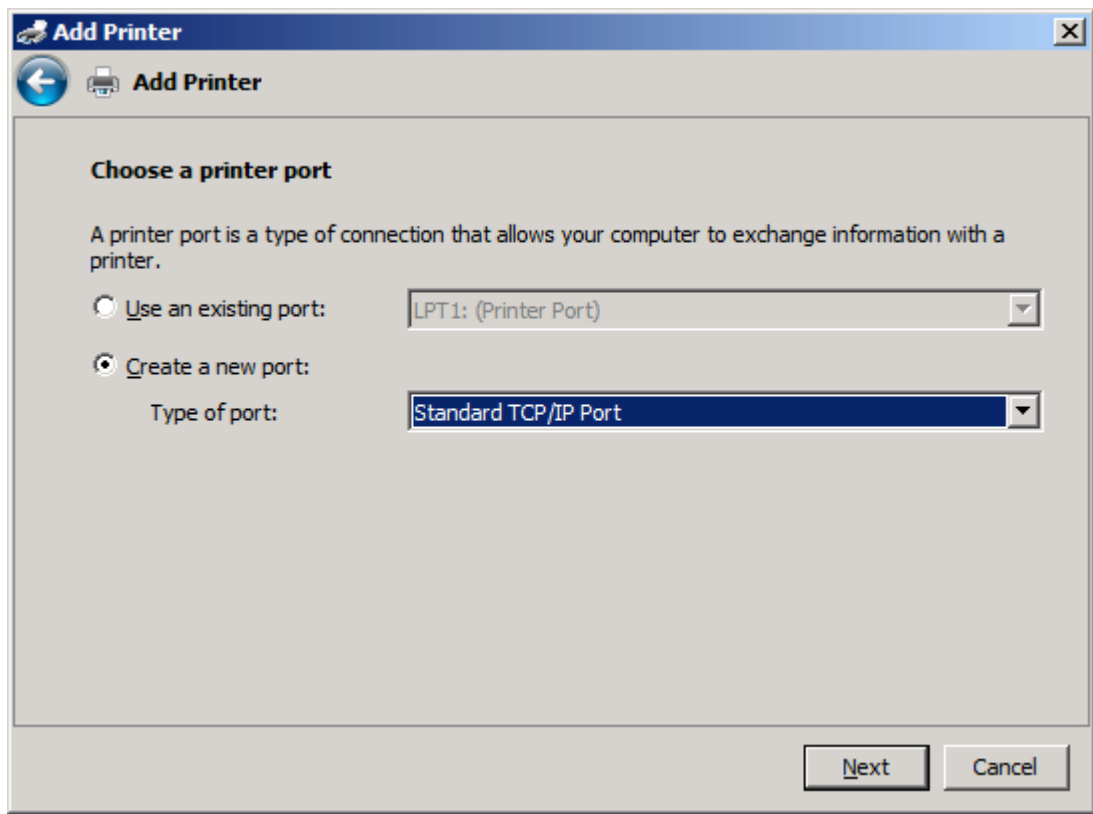 Add Printer
Add Printer
Choose a printer port
A printer port is a type of connection that allows your computer to exchange information with a
printer.
Use an existing port: LPT1: (Printer Port)
Create a new port:
Type of port: Standard TCP/IP Port
Next Cancel